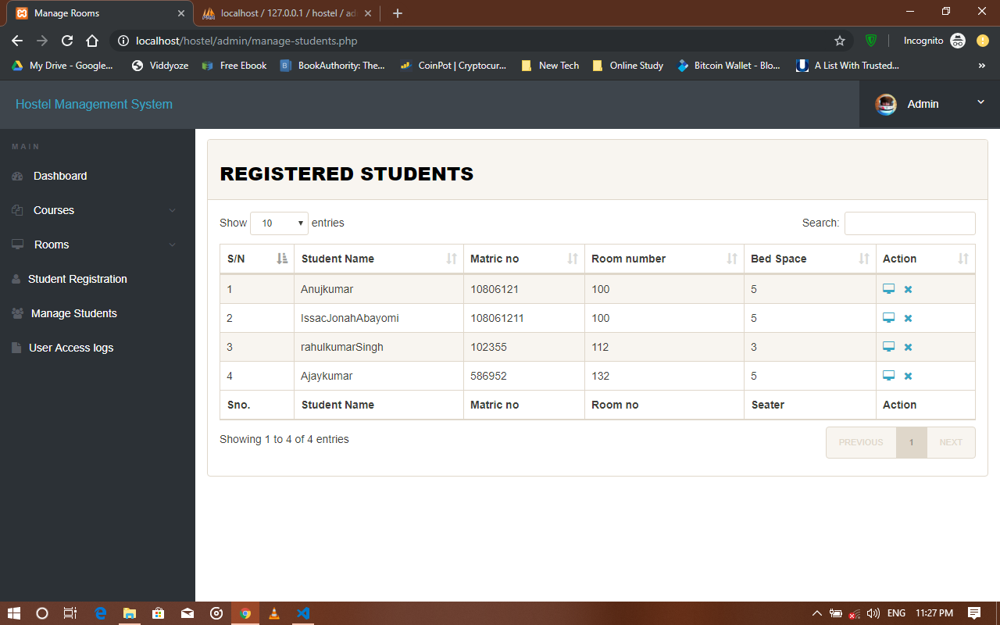 Manage Rooms
localhost / 127.0.0.1 / hostel / ad
localhost/hostel/admin/manage-students.php
Incognito
My Drive - Google... Viddyoze Free Ebook BookAuthority: The... CoinPot | Cryptocur... New Tech Online Study Bitcoin Wallet - Blo... A List With Trusted... »
Hostel Management System
Admin
MAIN
Dashboard
Courses
Rooms
Student Registration
Manage Students
User Access logs
REGISTERED STUDENTS
Show 10 entries
Search:
S/N Student Name Matric no Room number Bed Space Action
1 Anujkumar 10806121 100 5
2 IssacJonahAbayomi 108061211 100 5
3 rahulkumarSingh 102355 112 3
4 Ajaykumar 586952 132 5
Sno. Student Name Matric no Room no Seater Action
Showing 1 to 4 of 4 entries
PREVIOUS 1 NEXT
ENG 11:27 PM